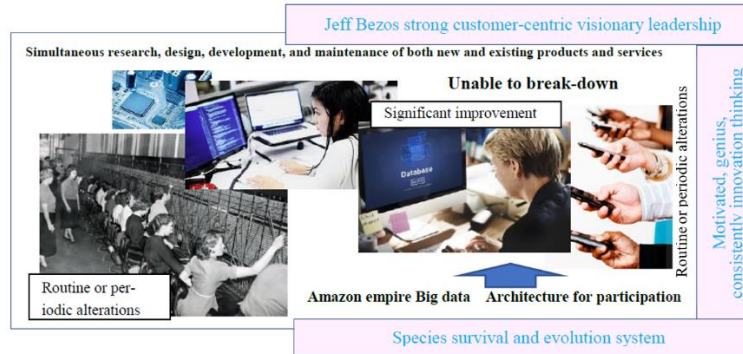 Jeff Bezos strong customer-centric visionary leadership
Simultaneous research, design, development, and maintenance of both new and existing products and services
Unable to break-down
Significant improvement
Database
Routine or per-
iodic alterations
Routine or periodic alterations
Motivated, genius,
consistently innovation thinking
Amazon empire Big data Architecture for participation
Species survival and evolution system